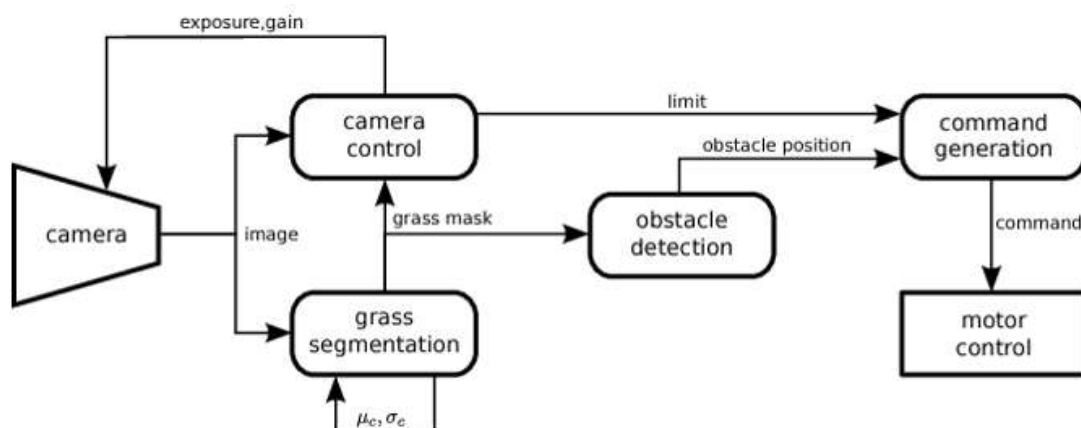 exposure,gain
camera
control
limit
command
generation
obstacle position
camera
image
grass mask
obstacle
detection
command
grass
segmentation
motor
control
μc, σc